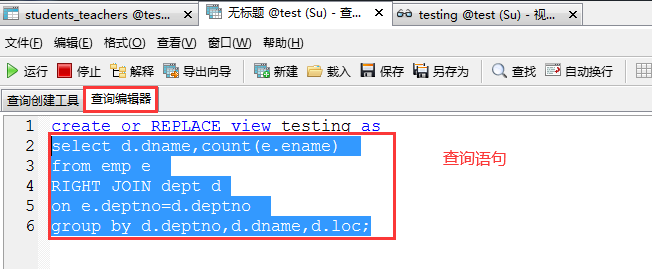 students_teachers @tes... 无标题 @test (Su) - 查... testing @test (Su) - 视...
文件(F) 编辑(E) 格式(O) 查看(V) 窗口(W) 帮助(H)
运行 停止 解释 导出向导 新建 载入 保存 另存为 查找 自动换行
查询创建工具 查询编辑器
1 create or REPLACE view testing as
2 select d.dname,count(e.ename)
3 from emp e
4 RIGHT JOIN dept d
5 on e.deptno=d.deptno
6 group by d.deptno,d.dname,d.loc;
查询语句